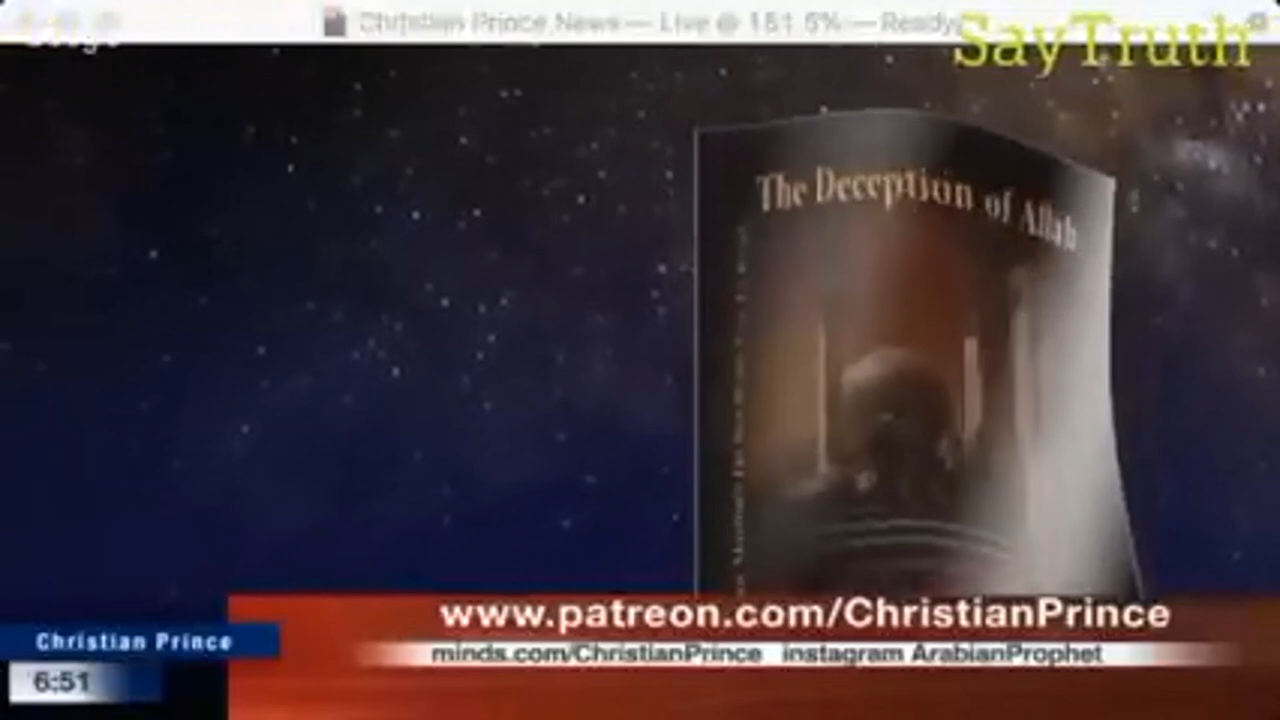 Christian Prince News — Live @ 151.5% — Ready
SayTruth
The Deception of Allah
www.patreon.com/ChristianPrince
minds.com/ChristianPrince instagram ArabianProphet
Christian Prince
6:51